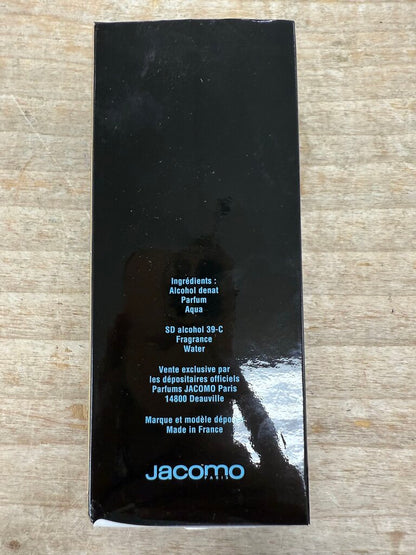 Ingrédients :
Alcohol denat
Parfum
Aqua
SD alcohol 39-C
Fragrance
Water
Vente exclusive par
les dépositaires officiels
Parfums JACOMO Paris
14800 Deauville
Marque et modèle dépo
Made in France
Jacomo
PARIS